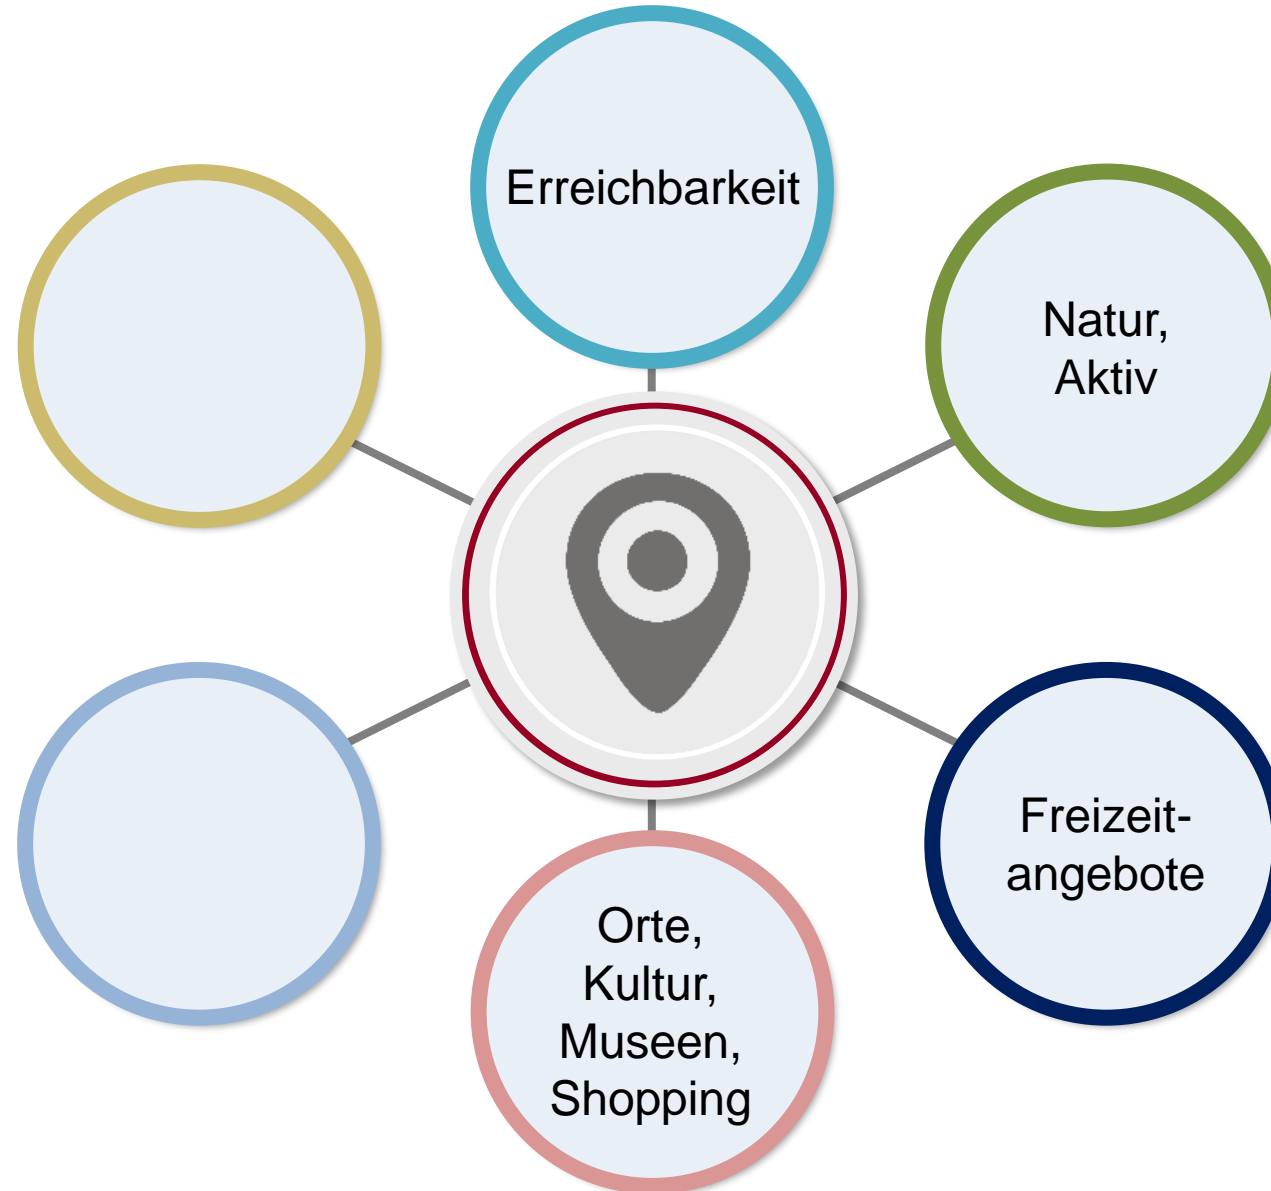 Erreichbarkeit
Natur,
Aktiv
Freizeit-
angebote
Orte,
Kultur,
Museen,
Shopping